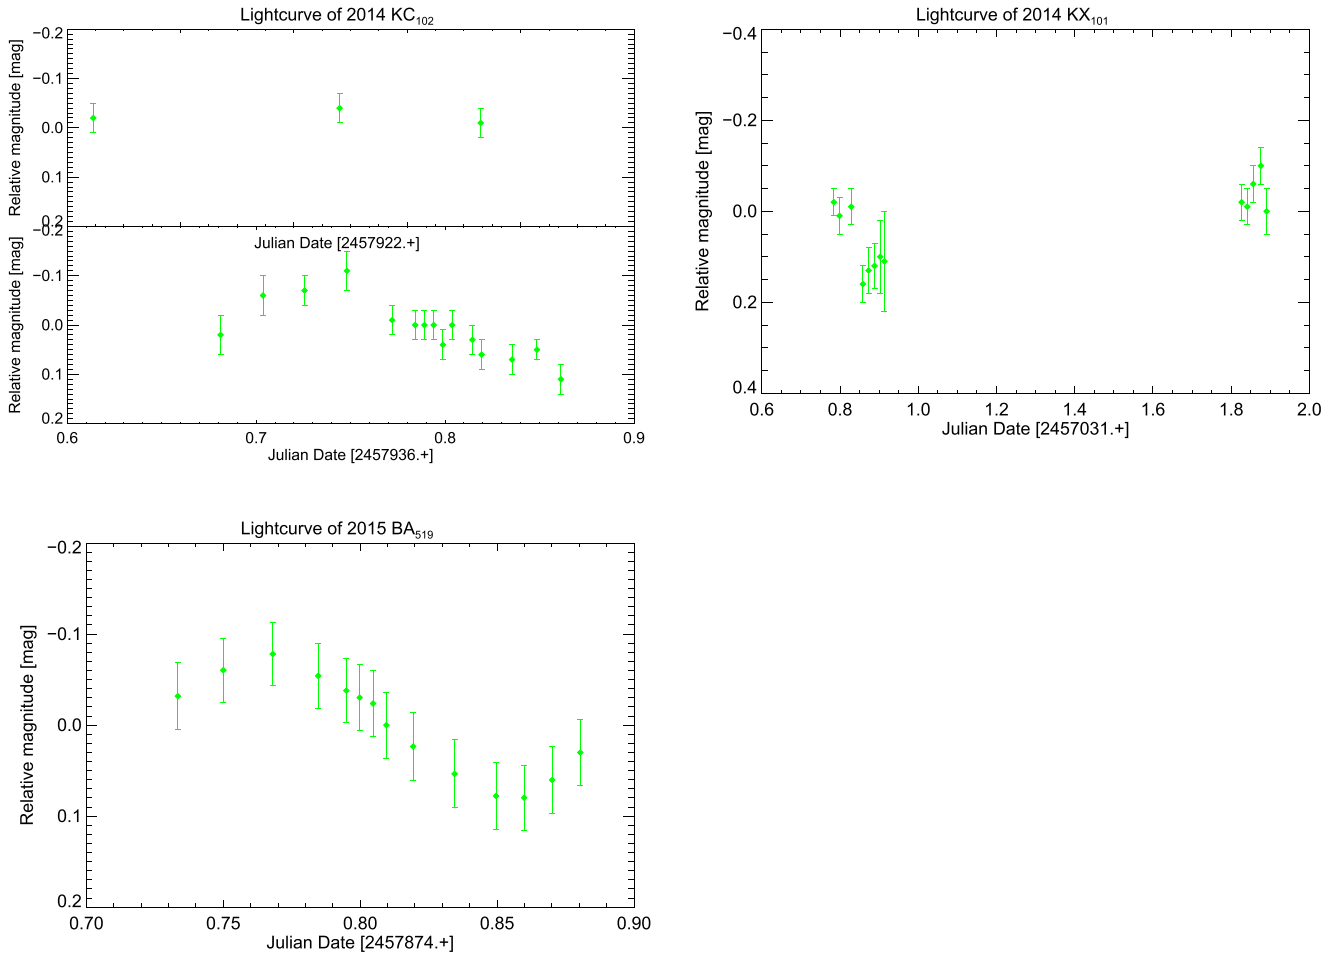 Lightcurve of 2014 KC102
Relative magnitude [mag]
−0.2
−0.1
0.0
0.1
0.2
Julian Date [2457922.+]
Relative magnitude [mag]
−0.2
−0.1
0.0
0.1
0.2
0.6 0.7 0.8 0.9
Julian Date [2457936.+]
Lightcurve of 2014 KX101
Relative magnitude [mag]
−0.4
−0.2
0.0
0.2
0.4
0.6 0.8 1.0 1.2 1.4 1.6 1.8 2.0
Julian Date [2457031.+]
Lightcurve of 2015 BA519
Relative magnitude [mag]
−0.2
−0.1
0.0
0.1
0.2
0.70 0.75 0.80 0.85 0.90
Julian Date [2457874.+]